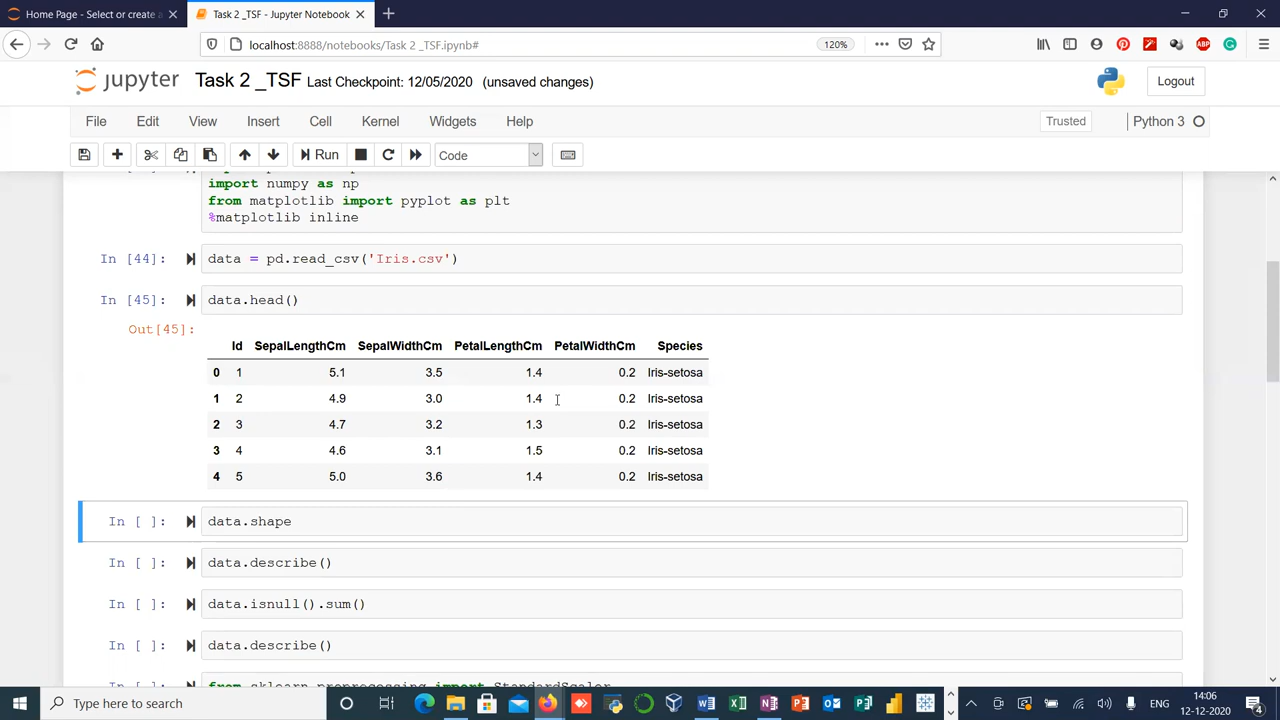 Home Page - Select or create a
Task 2 _TSF - Jupyter Notebook
localhost:8888/notebooks/Task 2 _TSF.ipynb#
120%
ABP
jupyter
Task 2 _TSF Last Checkpoint: 12/05/2020 (unsaved changes)
Logout
File Edit View Insert Cell Kernel Widgets Help
Trusted
Python 3
Run
Code
import numpy as np
from matplotlib import pyplot as plt
%matplotlib inline
In [44]: data = pd.read_csv('Iris.csv')
In [45]: data.head()
Out[45]:
Id SepalLengthCm SepalWidthCm PetalLengthCm PetalWidthCm Species
0 1 5.1 3.5 1.4 0.2 Iris-setosa
1 2 4.9 3.0 1.4 0.2 Iris-setosa
2 3 4.7 3.2 1.3 0.2 Iris-setosa
3 4 4.6 3.1 1.5 0.2 Iris-setosa
4 5 5.0 3.6 1.4 0.2 Iris-setosa
In [ ]: data.shape
In [ ]: data.describe()
In [ ]: data.isnull().sum()
In [ ]: data.describe()
In [ ]: from sklearn.preprocessing import StandardScaler
Type here to search
14:06
12-12-2020
4